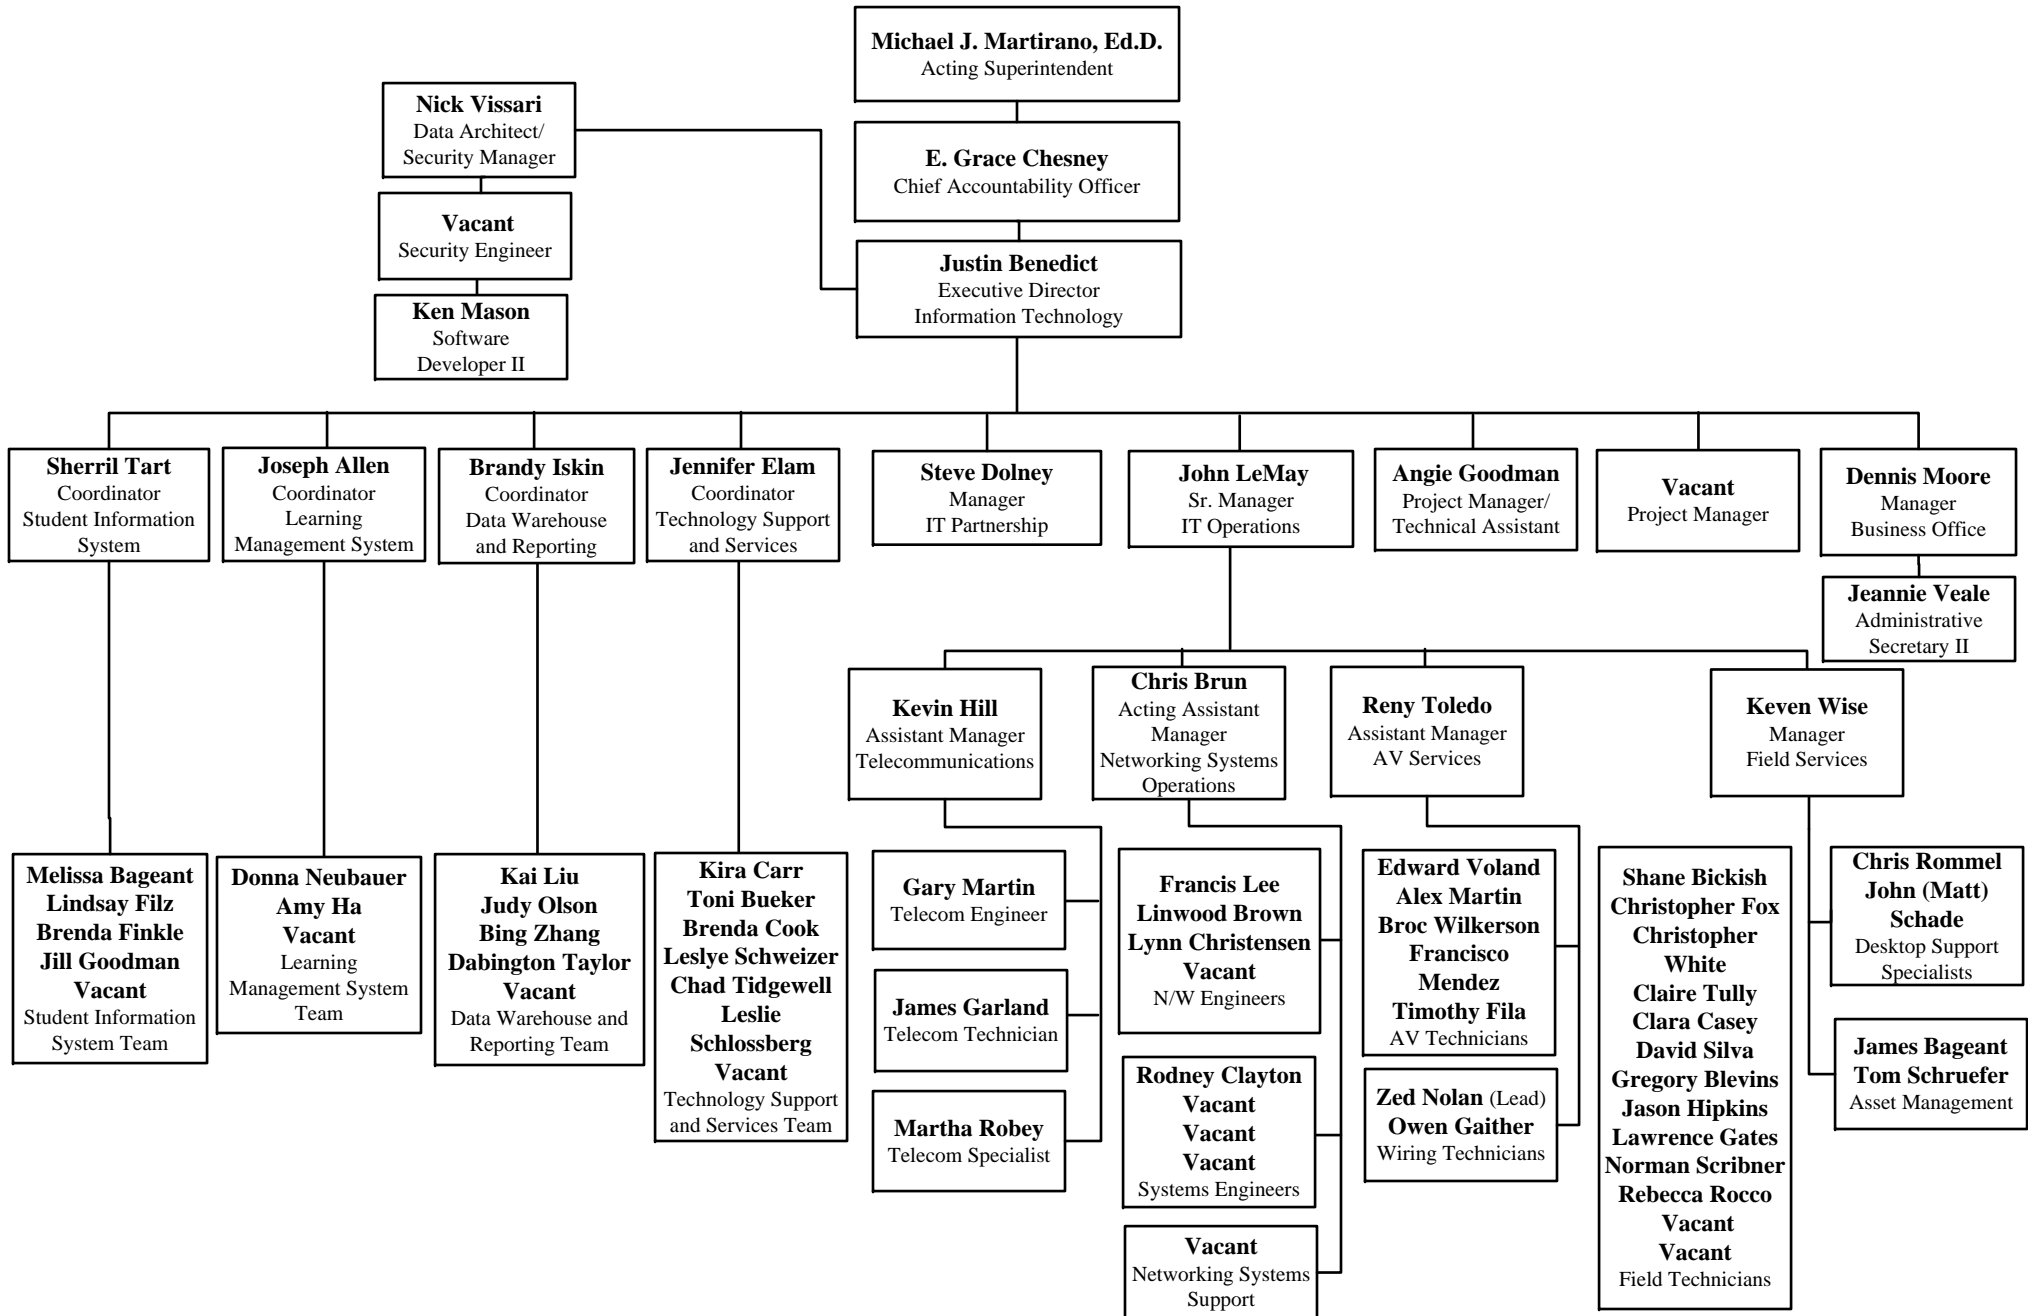 Michael J. Martirano, Ed.D.
Acting Superintendent
Nick Vissari
Data Architect/
Security Manager
E. Grace Chesney
Chief Accountability Officer
Vacant
Security Engineer
Justin Benedict
Executive Director
Information Technology
Ken Mason
Software
Developer II
Sherril Tart
Coordinator
Student Information
System
Joseph Allen
Coordinator
Learning
Management System
Brandy Iskin
Coordinator
Data Warehouse
and Reporting
Jennifer Elam
Coordinator
Technology Support
and Services
Steve Dolney
Manager
IT Partnership
John LeMay
Sr. Manager
IT Operations
Angie Goodman
Project Manager/
Technical Assistant
Vacant
Project Manager
Dennis Moore
Manager
Business Office
Jeannie Veale
Administrative
Secretary II
Kevin Hill
Assistant Manager
Telecommunications
Chris Brun
Acting Assistant
Manager
Networking Systems
Operations
Reny Toledo
Assistant Manager
AV Services
Keven Wise
Manager
Field Services
Melissa Bageant
Lindsay Filz
Brenda Finkle
Jill Goodman
Vacant
Student Information
System Team
Donna Neubauer
Amy Ha
Vacant
Learning
Management System
Team
Kai Liu
Judy Olson
Bing Zhang
Dabington Taylor
Vacant
Data Warehouse and
Reporting Team
Kira Carr
Toni Bueker
Brenda Cook
Leslye Schweizer
Chad Tidgewell
Leslie
Schlossberg
Vacant
Technology Support
and Services Team
Gary Martin
Telecom Engineer
James Garland
Telecom Technician
Martha Robey
Telecom Specialist
Francis Lee
Linwood Brown
Lynn Christensen
Vacant
N/W Engineers
Rodney Clayton
Vacant
Vacant
Vacant
Systems Engineers
Vacant
Networking Systems
Support
Edward Voland
Alex Martin
Broc Wilkerson
Francisco
Mendez
Timothy Fila
AV Technicians
Zed Nolan (Lead)
Owen Gaither
Wiring Technicians
Shane Bickish
Christopher Fox
Christopher
White
Claire Tully
Clara Casey
David Silva
Gregory Blevins
Jason Hipkins
Lawrence Gates
Norman Scribner
Rebecca Rocco
Vacant
Vacant
Field Technicians
Chris Rommel
John (Matt)
Schade
Desktop Support
Specialists
James Bageant
Tom Schruefer
Asset Management